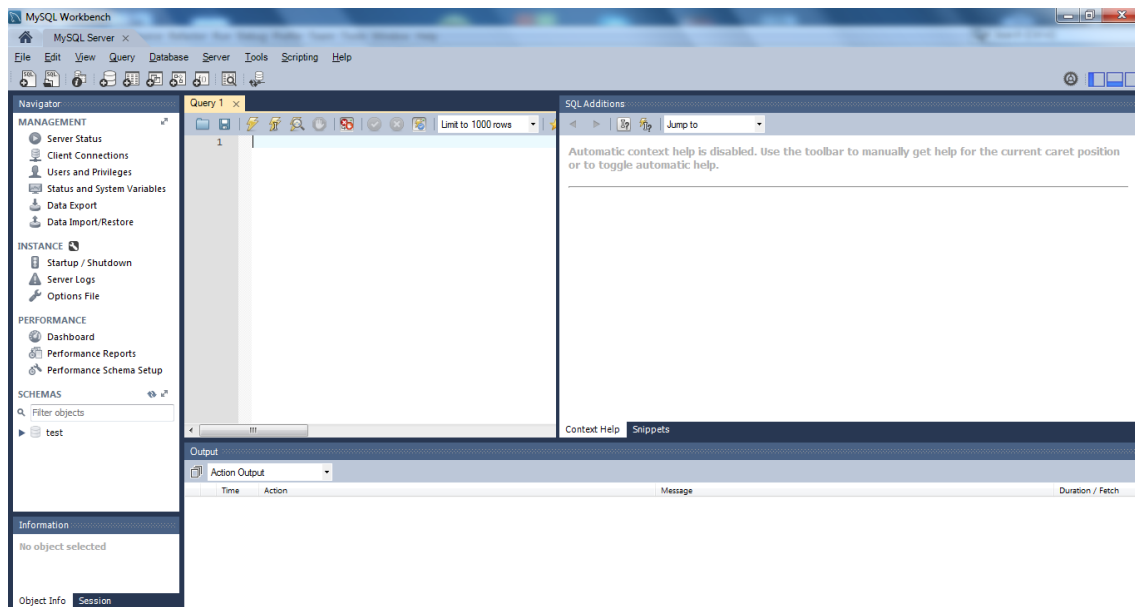 MySQL Workbench
MySQL Server
File Edit View Query Database Server Tools Scripting Help
Navigator
MANAGEMENT
Server Status
Client Connections
Users and Privileges
Status and System Variables
Data Export
Data Import/Restore
INSTANCE
Startup / Shutdown
Server Logs
Options File
PERFORMANCE
Dashboard
Performance Reports
Performance Schema Setup
SCHEMAS
Filter objects
test
Information
No object selected
Object Info Session
Query 1
Limit to 1000 rows
1
SQL Additions
Jump to
Automatic context help is disabled. Use the toolbar to manually get help for the current caret position
or to toggle automatic help.
Context Help Snippets
Output
Action Output
Time Action Message Duration / Fetch